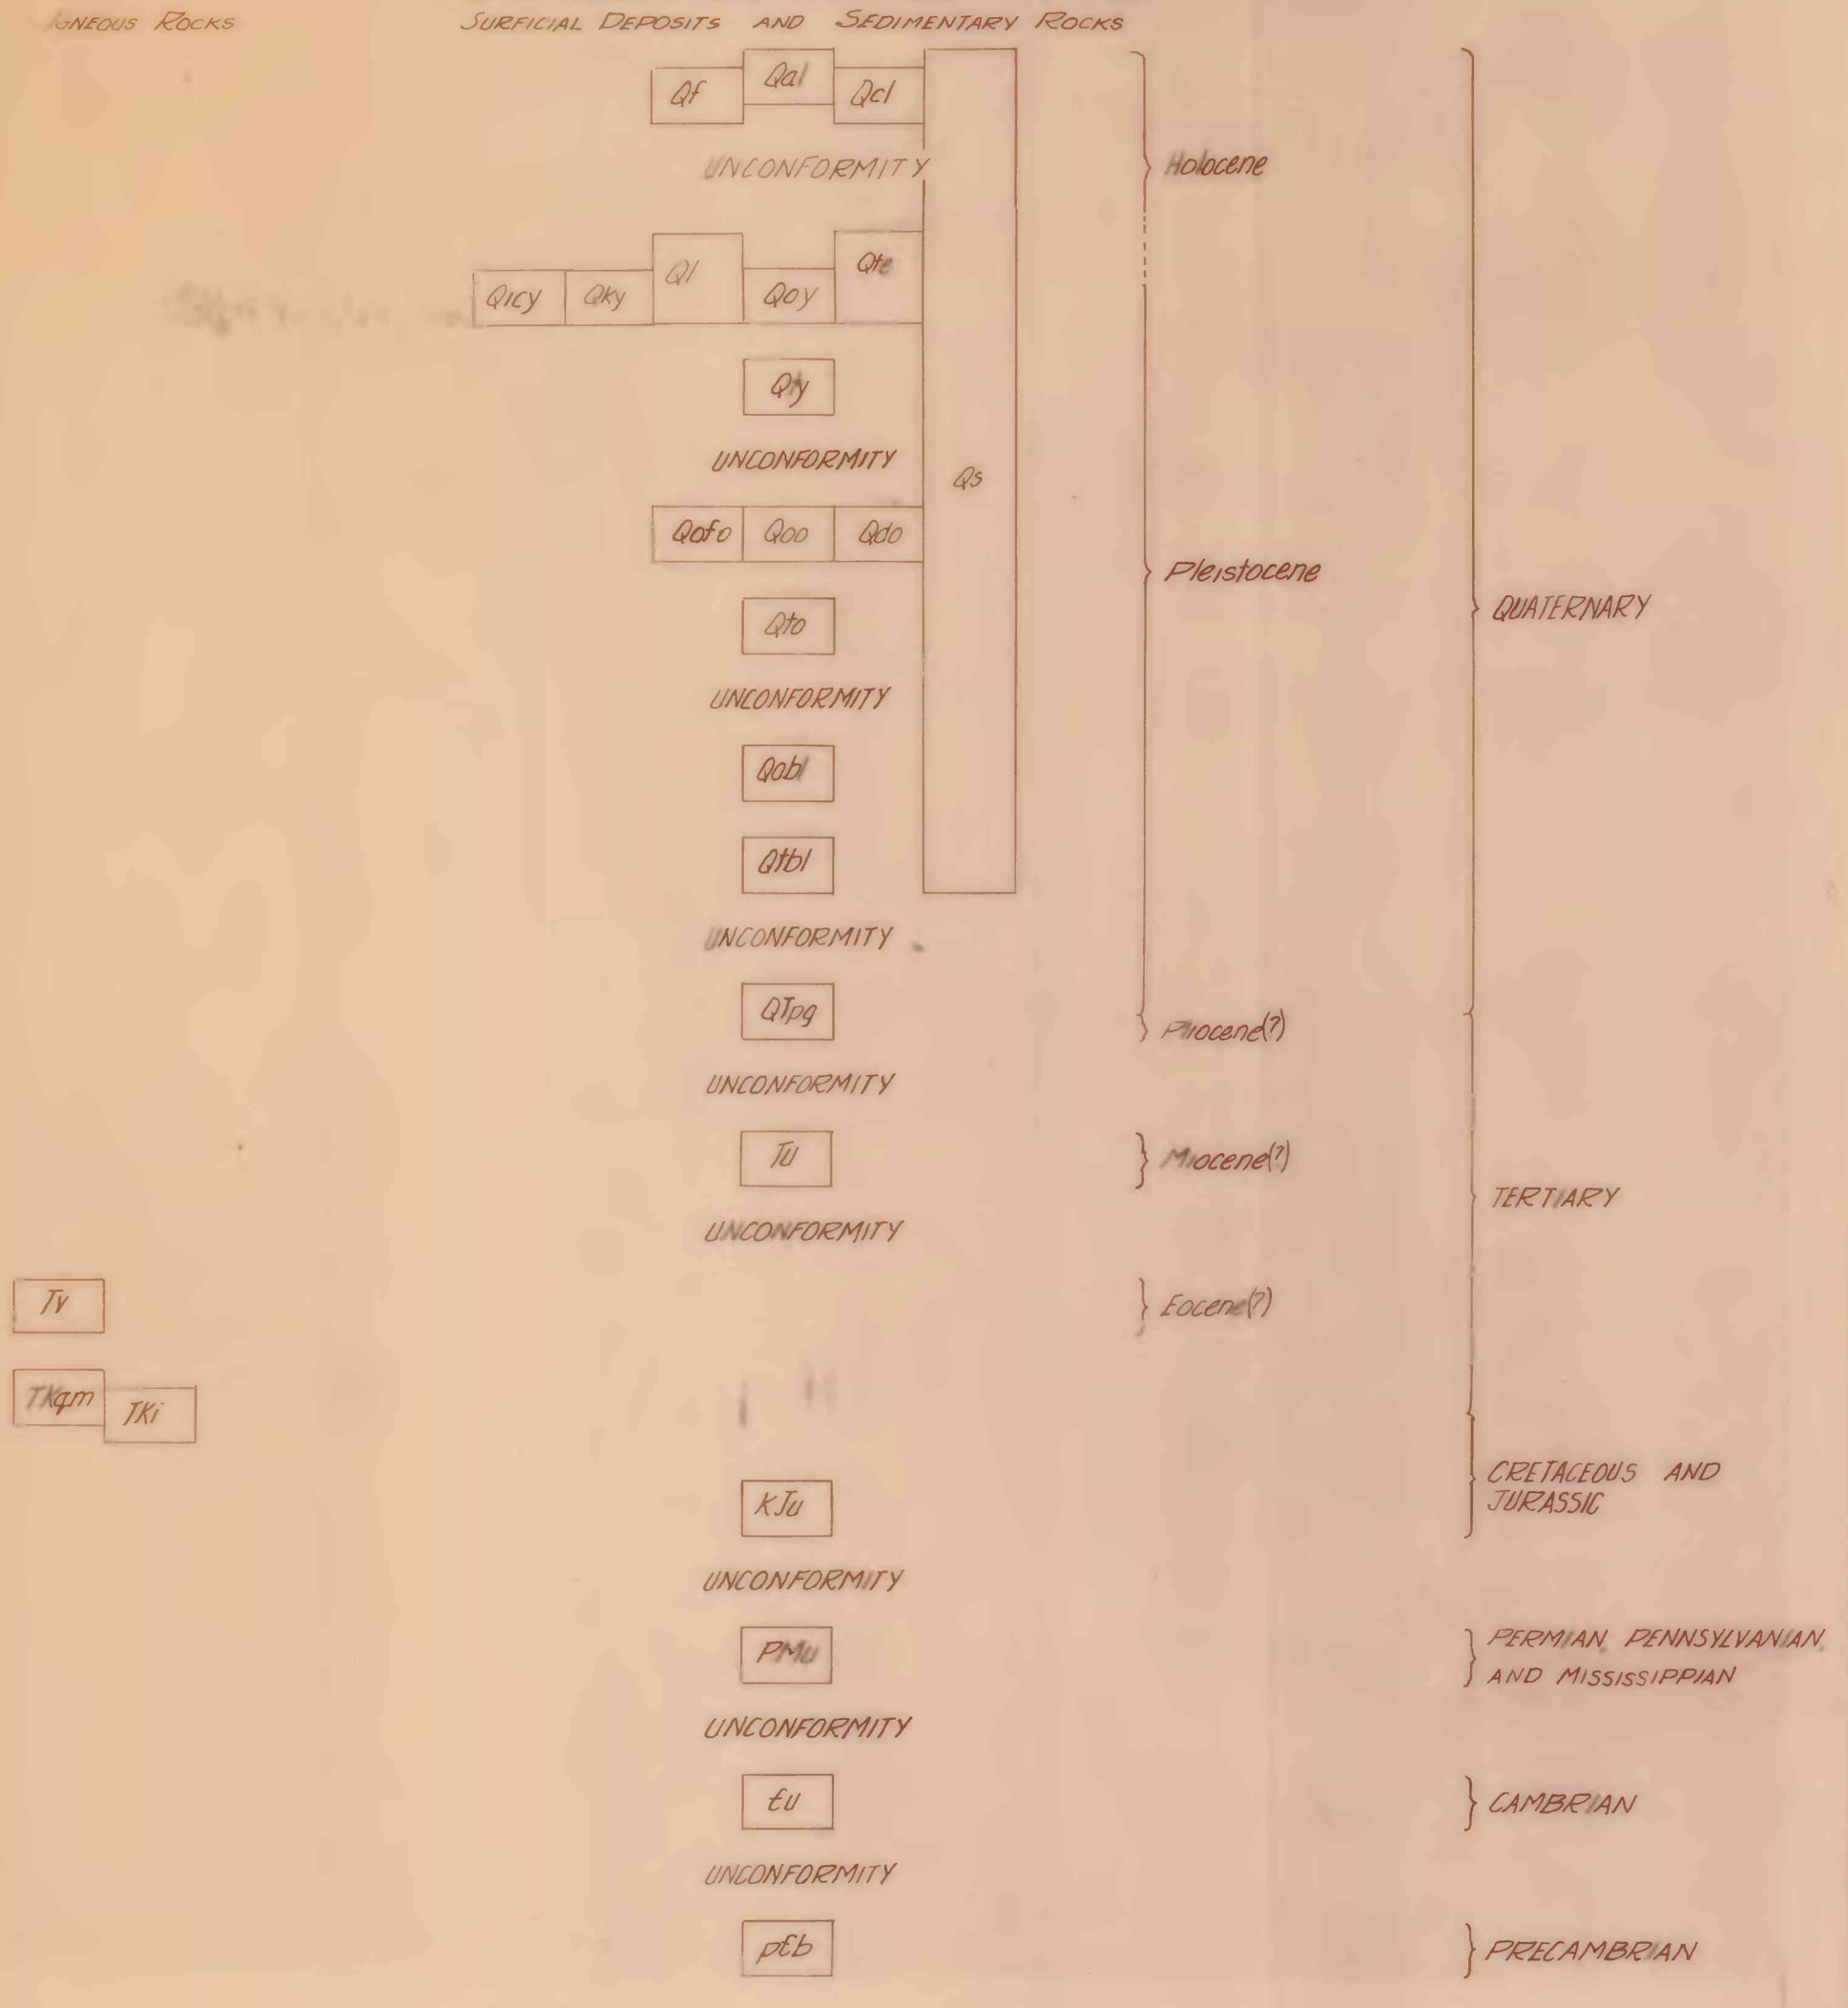 IGNEOUS ROCKS
SURFICIAL DEPOSITS AND SEDIMENTARY ROCKS
Qf
Qal
Qcl
UNCONFORMITY
Holocene
Qicy
Qky
Ql
Qoy
Qte
Qty
UNCONFORMITY
Qs
Qofo
Qoo
Qdo
Pleistocene
QUATERNARY
Qto
UNCONFORMITY
Qobl
Qtbl
UNCONFORMITY
QTpg
Pliocene(?)
UNCONFORMITY
Tu
Miocene(?)
TERTIARY
UNCONFORMITY
Tv
Eocene(?)
TKqm
TKi
KJu
CRETACEOUS AND
JURASSIC
UNCONFORMITY
PMu
PERMIAN, PENNSYLVANIAN,
AND MISSISSIPPIAN
UNCONFORMITY
Ꞓu
CAMBRIAN
UNCONFORMITY
pꞒb
PRECAMBRIAN